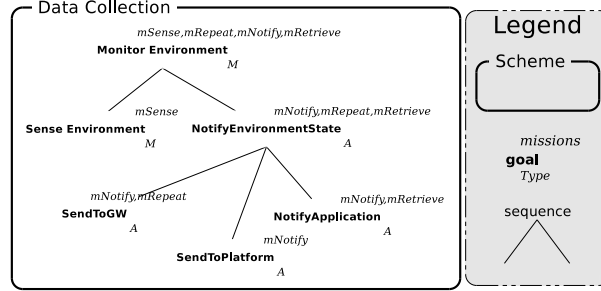 Data Collection
mSense,mRepeat,mNotify,mRetrieve
Monitor Environment
M
mSense
Sense Environment
M
mNotify,mRepeat,mRetrieve
NotifyEnvironmentState
A
mNotify,mRepeat
SendToGW
A
mNotify
SendToPlatform
A
mNotify,mRetrieve
NotifyApplication
A
Legend
Scheme
missions
goal
Type
sequence